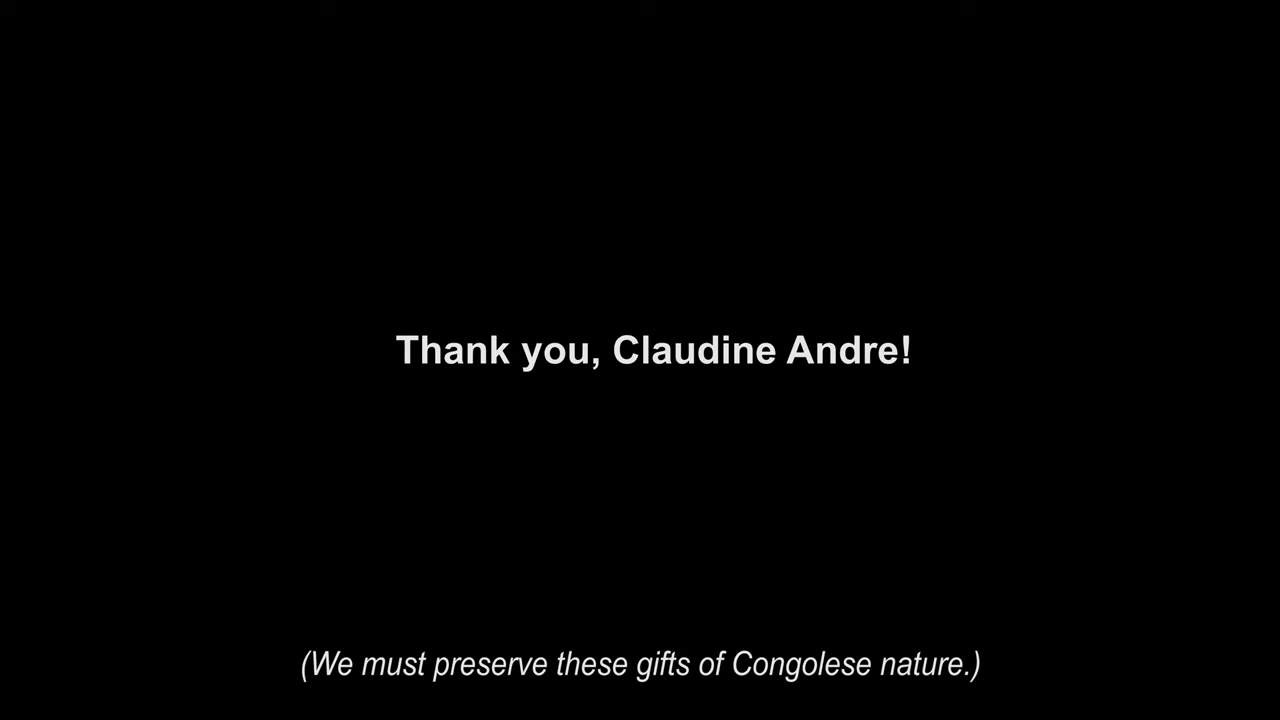 Thank you, Claudine Andre!
(We must preserve these gifts of Congolese nature.)